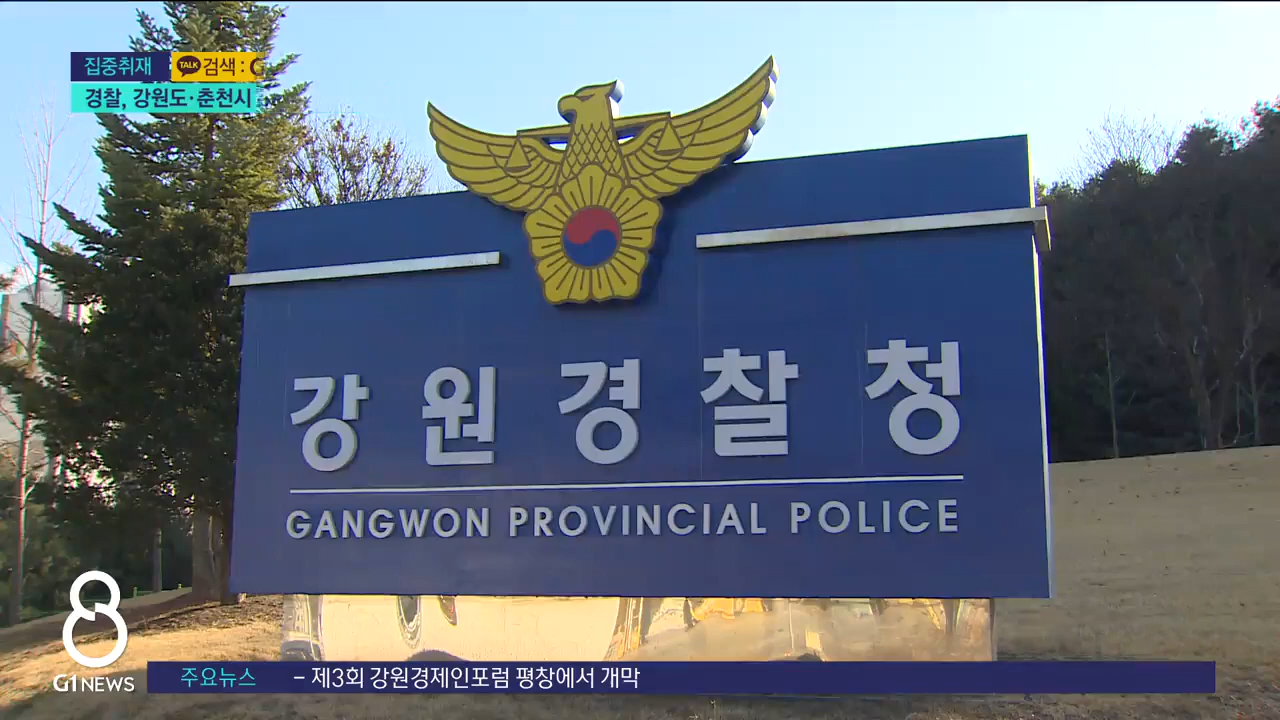 집중취재
TALK 검색 :
경찰, 강원도·춘천시
강원경찰청
GANGWON PROVINCIAL POLICE
8
G1 NEWS
주요뉴스 - 제3회 강원경제인포럼 평창에서 개막